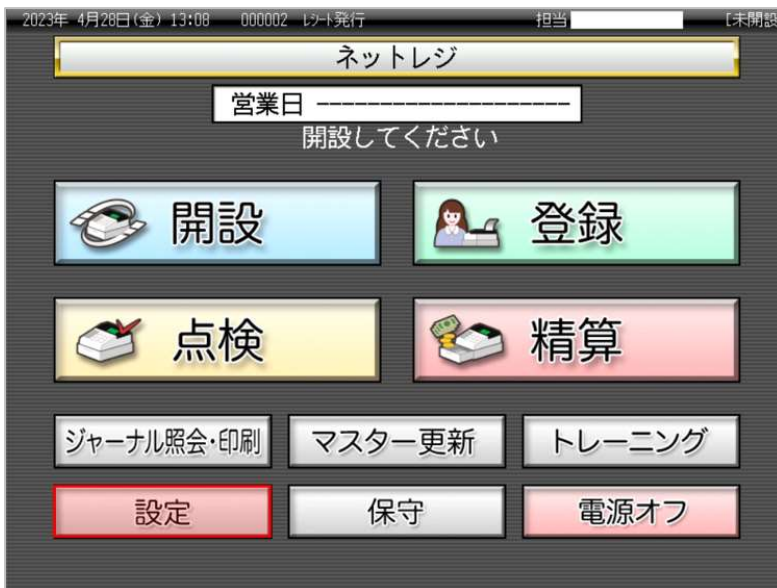 2023年 4月28日(金) 13:08 000002 レシート発行 担当 [未開設
ネットレジ
営業日 --------------------
開設してください
開設 登録
点検 精算
ジャーナル照会・印刷 マスター更新 トレーニング
設定 保守 電源オフ